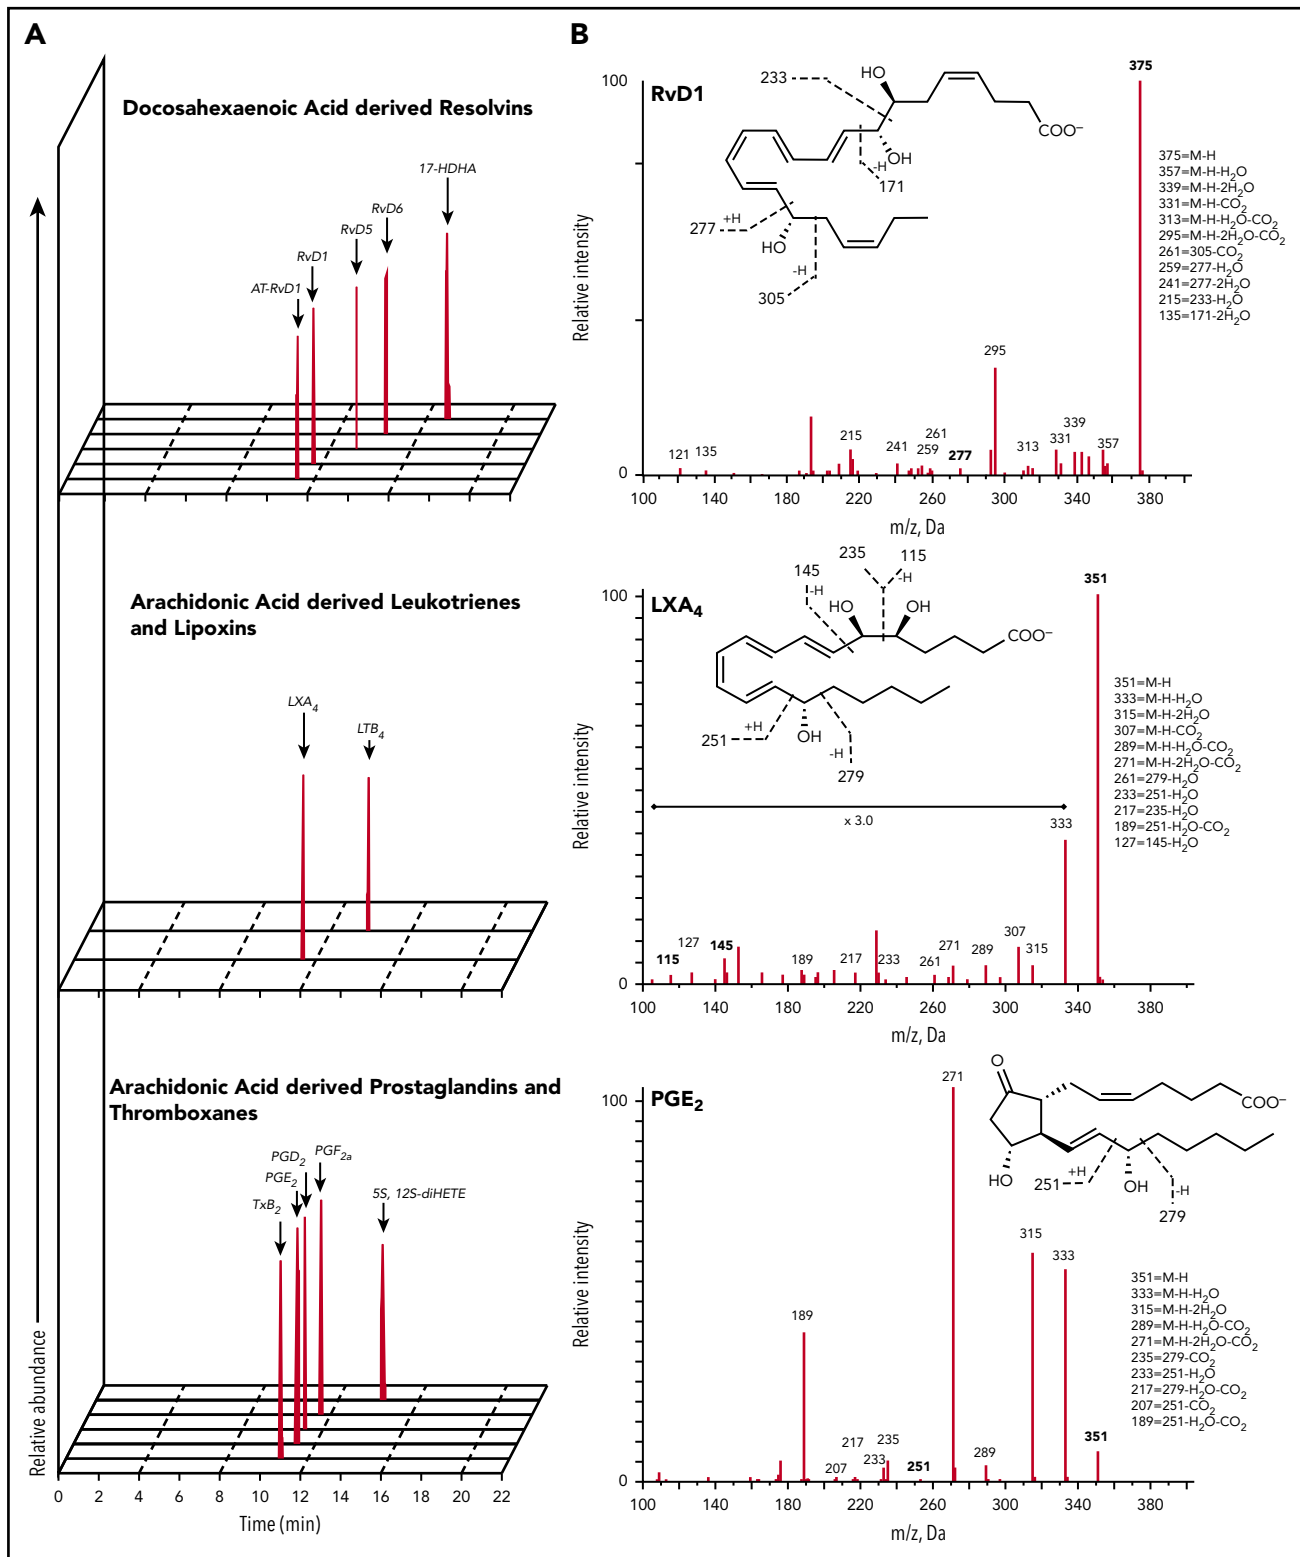 A
Docosahexaenoic Acid derived Resolvins
17-HDHA
RvD6
RvD5
RvD1
AT-RvD1
Arachidonic Acid derived Leukotrienes
and Lipoxins
LXA4
LTB4
Arachidonic Acid derived Prostaglandins and
Thromboxanes
PGF2a
PGD2
PGE2
TxB2
5S, 12S-diHETE
Relative abundance
0 2 4 6 8 10 12 14 16 18 20 22
Time (min)
B
RvD1
100
0
Relative intensity
233
HO
COO−
OH
-H
171
277
+H
HO
-H
305
375
295
121
135
215
241
259
261
277
313
331
339
357
375=M-H
357=M-H-H2O
339=M-H-2H2O
331=M-H-CO2
313=M-H-H2O-CO2
295=M-H-2H2O-CO2
261=305-CO2
259=277-H2O
241=277-2H2O
215=233-H2O
135=171-2H2O
100 140 180 220 260 300 340 380
m/z, Da
LXA4
100
0
Relative intensity
235
115
-H
145
-H
HO
OH
COO−
+H
251
OH
-H
279
x 3.0
351
333
115
127
145
189
217
233
261
271
289
307
315
351=M-H
333=M-H-H2O
315=M-H-2H2O
307=M-H-CO2
289=M-H-H2O-CO2
271=M-H-2H2O-CO2
261=279-H2O
233=251-H2O
217=235-H2O
189=251-H2O-CO2
127=145-H2O
100 140 180 220 260 300 340 380
m/z, Da
PGE2
100
0
Relative intensity
O
COO−
HO
+H
251
OH
-H
279
271
315
333
189
207
217
233
235
251
289
351
351=M-H
333=M-H-H2O
315=M-H-2H2O
289=M-H-H2O-CO2
271=M-H-2H2O-CO2
235=279-CO2
233=251-H2O
217=279-H2O-CO2
207=251-CO2
189=251-H2O-CO2
100 140 180 220 260 300 340 380
m/z, Da